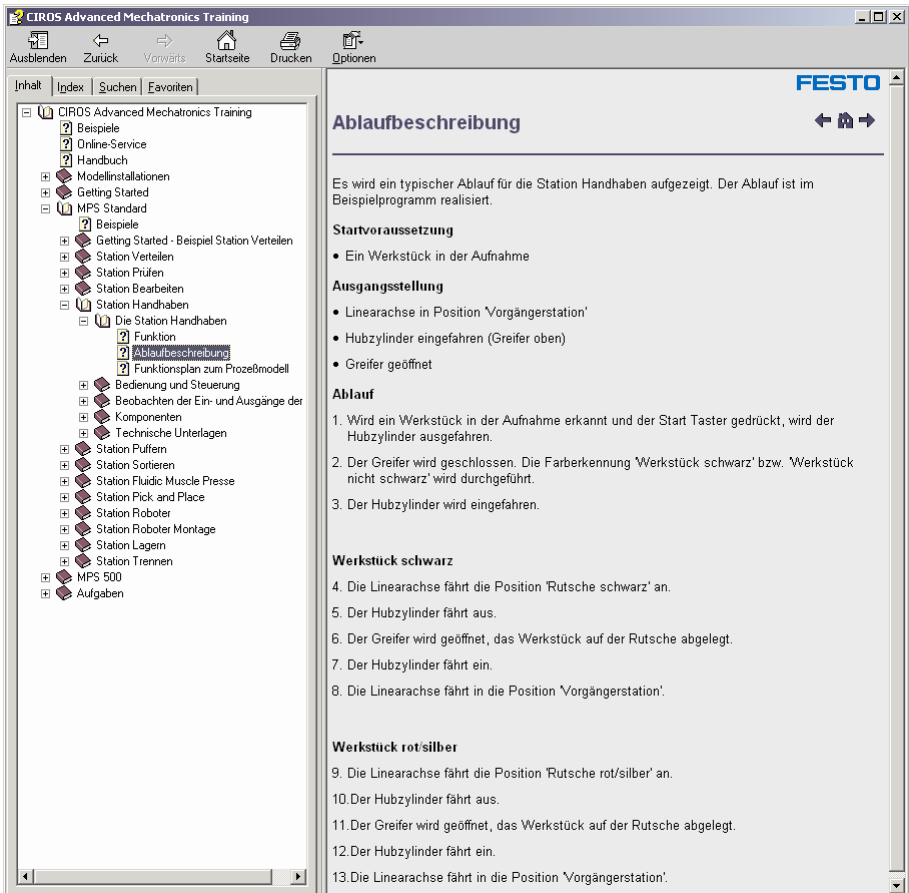 CIROS Advanced Mechatronics Training
Ausblenden Zurück Vorwärts Startseite Drucken Optionen
Inhalt Index Suchen Favoriten
CIROS Advanced Mechatronics Training
Beispiele
Online-Service
Handbuch
Modellinstallationen
Getting Started
MPS Standard
Beispiele
Getting Started - Beispiel Station Verteilen
Station Verteilen
Station Prüfen
Station Bearbeiten
Station Handhaben
Die Station Handhaben
Funktion
Ablaufbeschreibung
Funktionsplan zum Prozeßmodell
Bedienung und Steuerung
Beobachten der Ein- und Ausgänge der
Komponenten
Technische Unterlagen
Station Puffern
Station Sortieren
Station Fluidic Muscle Presse
Station Pick and Place
Station Roboter
Station Roboter Montage
Station Lagern
Station Trennen
MPS 500
Aufgaben
FESTO
Ablaufbeschreibung
Es wird ein typischer Ablauf für die Station Handhaben aufgezeigt. Der Ablauf ist im
Beispielprogramm realisiert.
Startvoraussetzung
• Ein Werkstück in der Aufnahme
Ausgangsstellung
• Linearachse in Position 'Vorgängerstation'
• Hubzylinder eingefahren (Greifer oben)
• Greifer geöffnet
Ablauf
1. Wird ein Werkstück in der Aufnahme erkannt und der Start Taster gedrückt, wird der
Hubzylinder ausgefahren.
2. Der Greifer wird geschlossen. Die Farberkennung 'Werkstück schwarz' bzw. 'Werkstück
nicht schwarz' wird durchgeführt.
3. Der Hubzylinder wird eingefahren.
Werkstück schwarz
4. Die Linearachse fährt die Position 'Rutsche schwarz' an.
5. Der Hubzylinder fährt aus.
6. Der Greifer wird geöffnet, das Werkstück auf der Rutsche abgelegt.
7. Der Hubzylinder fährt ein.
8. Die Linearachse fährt in die Position 'Vorgängerstation'.
Werkstück rot/silber
9. Die Linearachse fährt die Position 'Rutsche rot/silber' an.
10.Der Hubzylinder fährt aus.
11.Der Greifer wird geöffnet, das Werkstück auf der Rutsche abgelegt.
12.Der Hubzylinder fährt ein.
13.Die Linearachse fährt in die Position 'Vorgängerstation'.